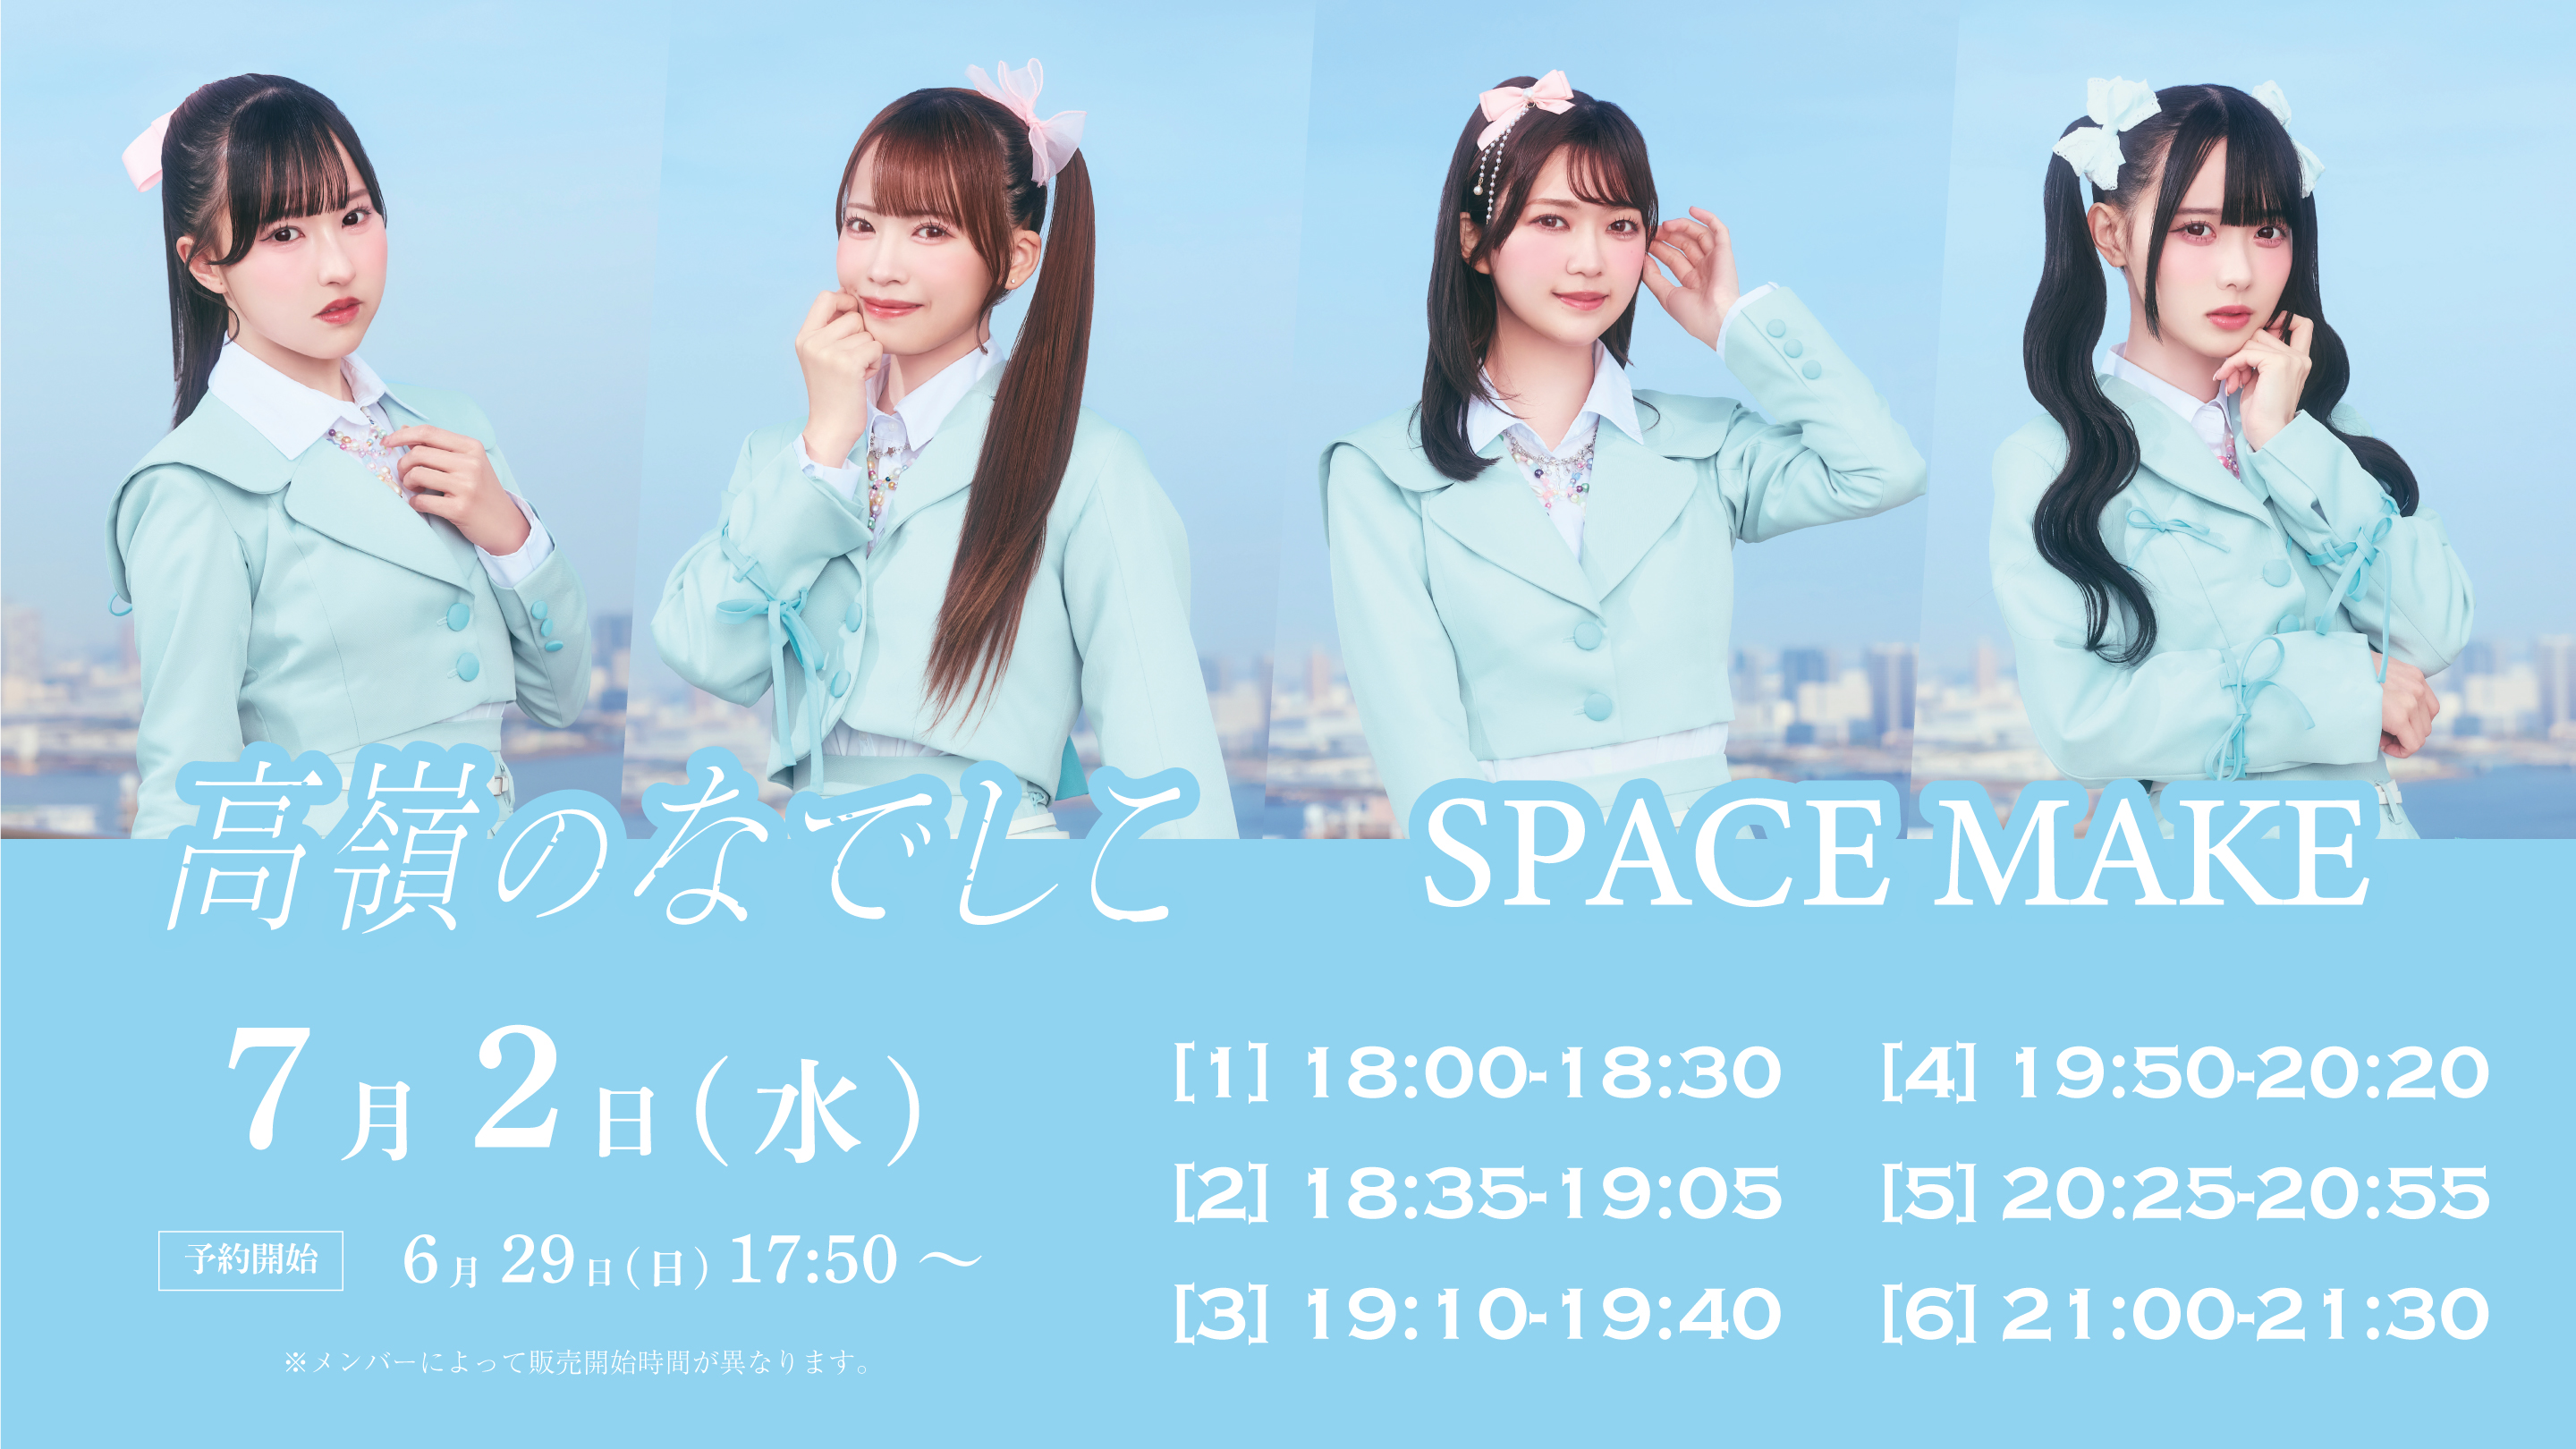 高嶺のなでしこ
SPACE MAKE
7月2日(水)
予約開始 6月29日(日)17:50～
※メンバーによって販売開始時間が異なります。
[1] 18:00-18:30
[2] 18:35-19:05
[3] 19:10-19:40
[4] 19:50-20:20
[5] 20:25-20:55
[6] 21:00-21:30